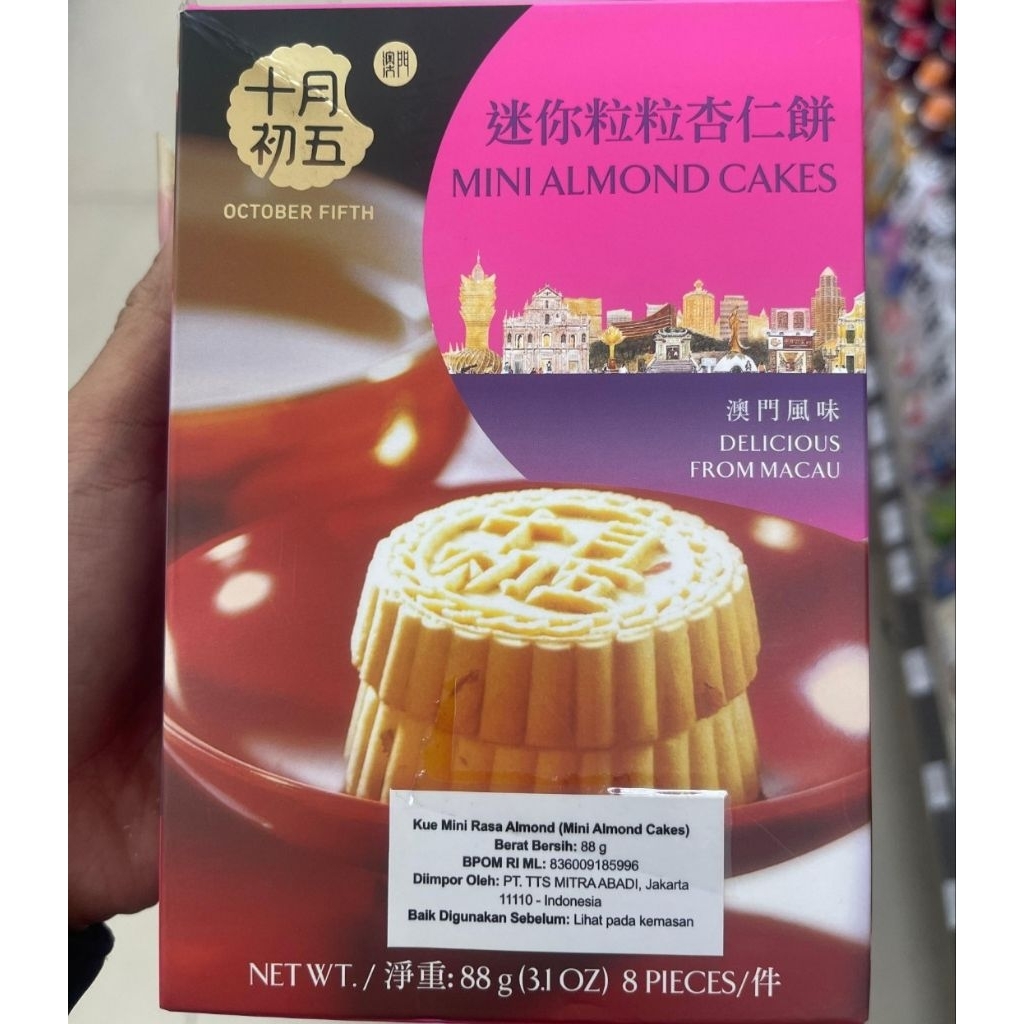 澳門
十月
初五
OCTOBER FIFTH
迷你粒粒杏仁餅
MINI ALMOND CAKES
澳門風味
DELICIOUS
FROM MACAU
Kue Mini Rasa Almond (Mini Almond Cakes)
Berat Bersih: 88 g
BPOM RI ML: 836009185996
Diimpor Oleh: PT. TTS MITRA ABADI, Jakarta
11110 - Indonesia
Baik Digunakan Sebelum: Lihat pada kemasan
NET WT. / 淨重: 88 g (3.1 OZ) 8 PIECES/件